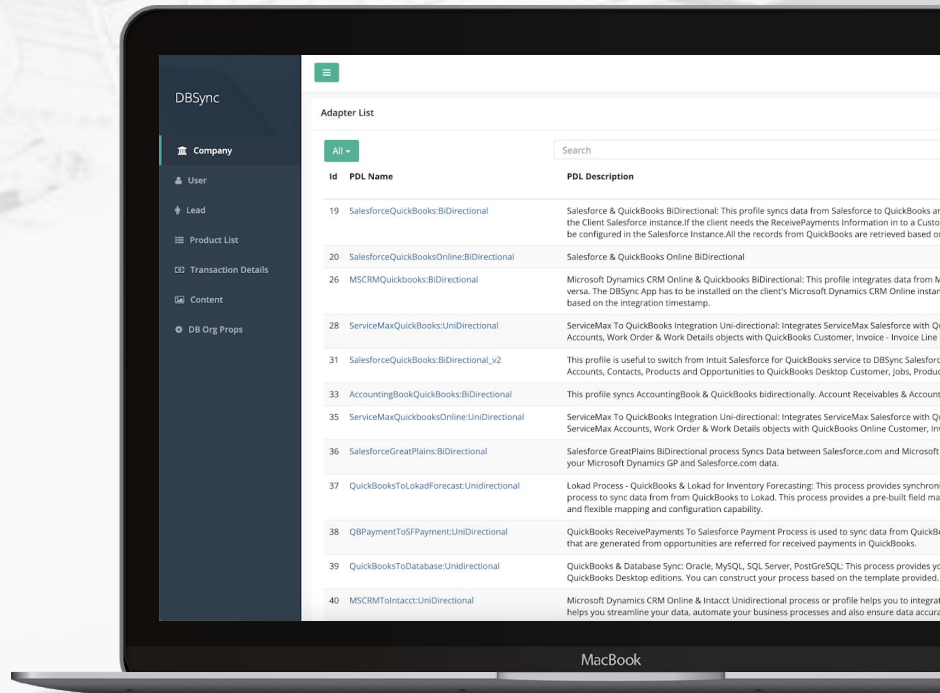 DBSync
Company
User
Lead
Product List
Transaction Details
Content
DB Org Props
Adapter List
All
Search
Id PDL Name PDL Description
19 SalesforceQuickBooks:BiDirectional Salesforce & QuickBooks BiDirectional: This profile syncs data from Salesforce to QuickBooks
the Client Salesforce instance.If the client needs the ReceivePayments Information in to a
be configured in the Salesforce Instance.All the records from QuickBooks are retrieved based
20 SalesforceQuickBooksOnline:BiDirectional Salesforce & QuickBooks Online BiDirectional
26 MSCRMQuickbooks:BiDirectional Microsoft Dynamics CRM Online & Quickbooks BiDirectional: This profile integrates data from
versa. The DBSync App has to be installed on the client's Microsoft Dynamics CRM Online
based on the integration timestamp.
28 ServiceMaxQuickBooks:UniDirectional ServiceMax To QuickBooks Integration Uni-directional: Integrates ServiceMax Salesforce with
Accounts, Work Order & Work Details objects with QuickBooks Customer, Invoice - Invoice Line
31 SalesforceQuickBooks:BiDirectional_v2 This profile is useful to switch from Intuit Salesforce for QuickBooks service to DBSync
Accounts, Contacts, Products and Opportunities to QuickBooks Desktop Customer, Jobs,
33 AccountingBookQuickBooks:BiDirectional This profile syncs AccountingBook & QuickBooks bidirectionally. Account Receivables &
35 ServiceMaxQuickbooksOnline:UniDirectional ServiceMax To QuickBooks Integration Uni-directional: Integrates ServiceMax Salesforce with
ServiceMax Accounts, Work Order & Work Details objects with QuickBooks Online Customer,
36 SalesforceGreatPlains:BiDirectional Salesforce GreatPlains BiDirectional process Syncs Data between Salesforce.com and Microsoft
your Microsoft Dynamics GP and Salesforce.com data.
37 QuickBooksToLokadForecast:Unidirectional Lokad Process - QuickBooks & Lokad for Inventory Forecasting: This process provides
process to sync data from from QuickBooks to Lokad. This process provides a pre-built field
and flexible mapping and configuration capability.
38 QBPaymentToSFPayment:UniDirectional QuickBooks ReceivePayments To Salesforce Payment Process is used to sync data from
that are generated from opportunities are referred for received payments in QuickBooks.
39 QuickBooksToDatabase:Unidirectional QuickBooks & Database Sync: Oracle, MySQL, SQL Server, PostGreSQL: This process provides
QuickBooks Desktop editions. You can construct your process based on the template provided.
40 MSCRMToIntacct:UniDirectional Microsoft Dynamics CRM Online & Intacct Unidirectional process or profile helps you to
helps you streamline your data, automate your business processes and also ensure data
MacBook